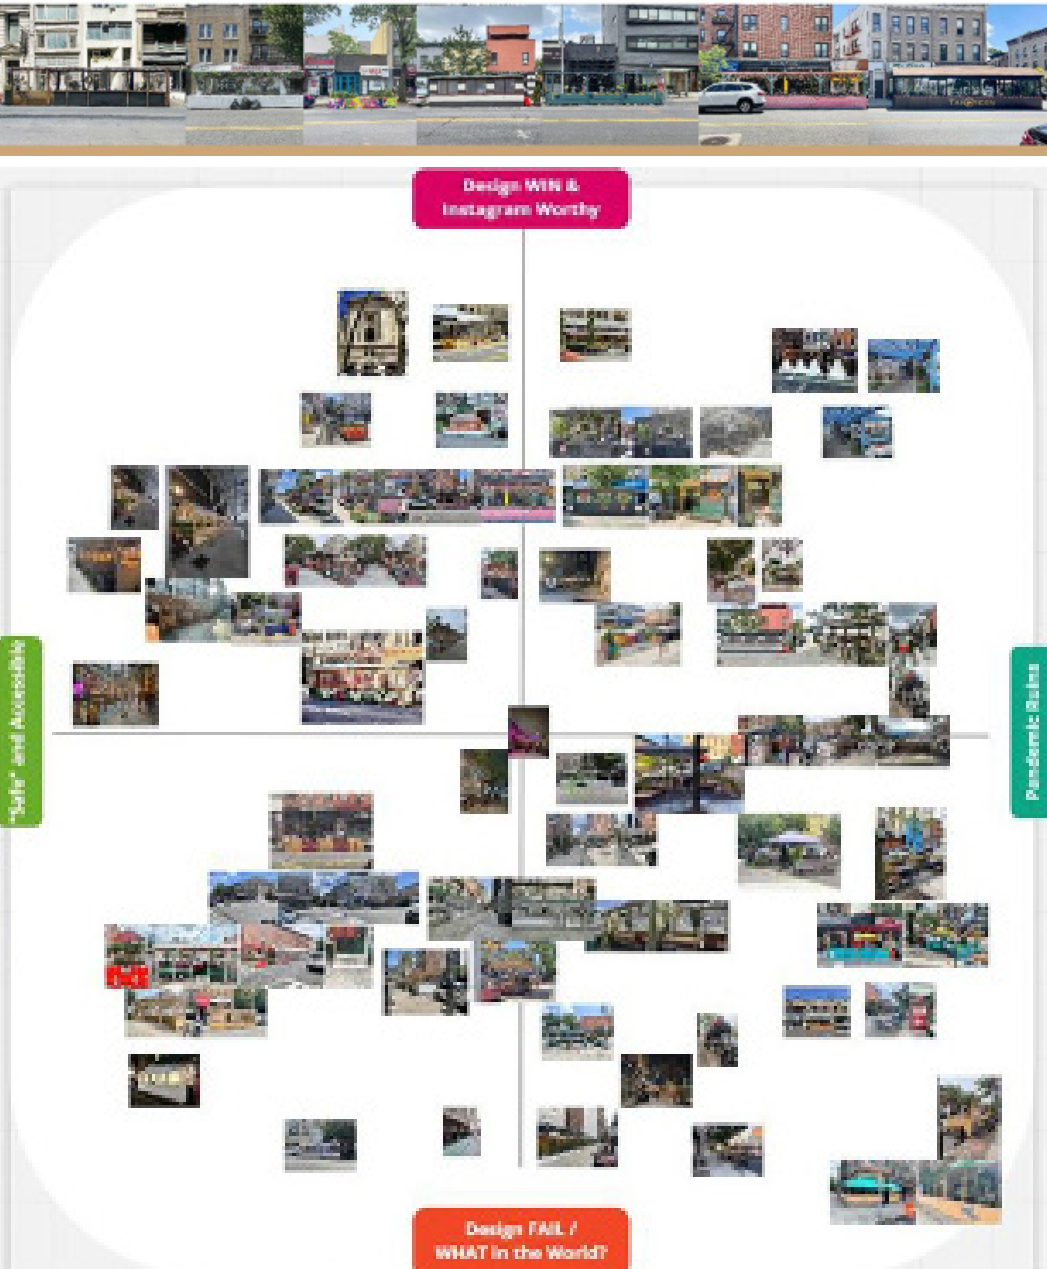 Design WIN &
Instagram Worthy
"Safe" and Accessible
Pandemic Ruins
Design FAIL /
WHAT in the World?